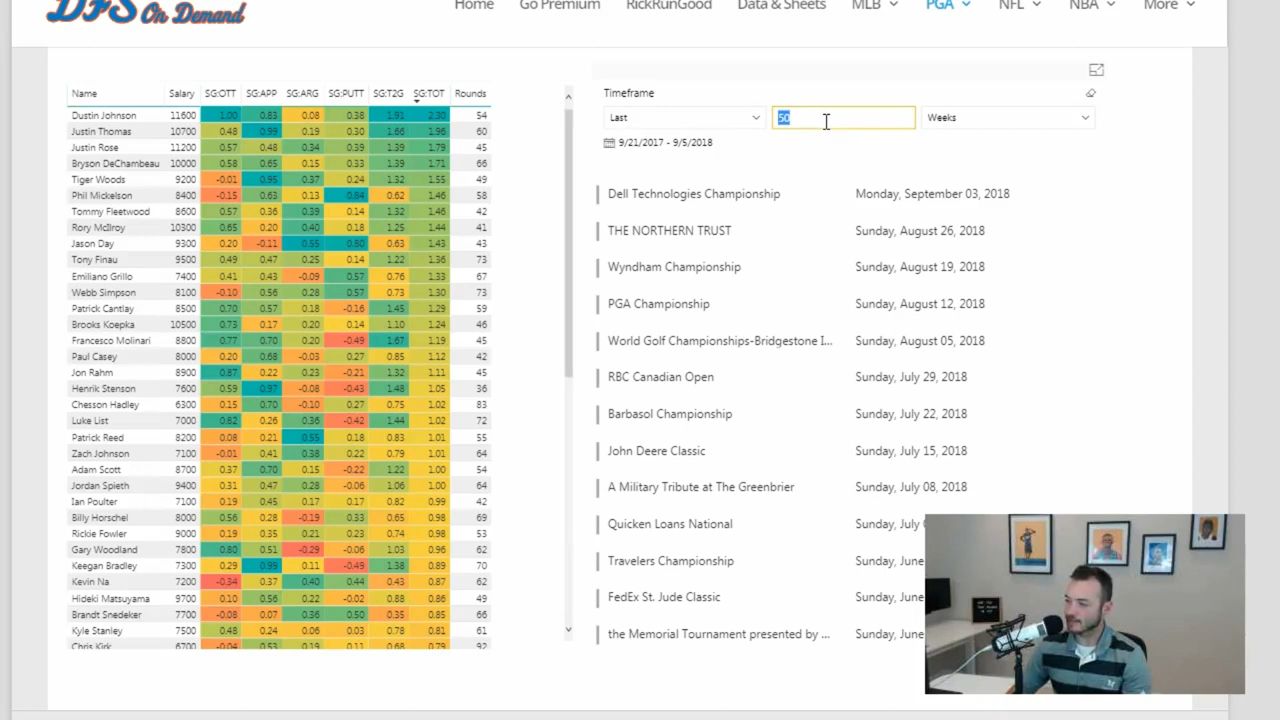 DFS On Demand
Home Go Premium RickRunGood Data & Sheets MLB PGA NFL NBA More
Name Salary SG:OTT SG:APP SG:ARG SG:PUTT SG:T2G SG:TOT Rounds
Dustin Johnson 11600 1.00 0.83 0.08 0.38 1.91 2.30 54
Justin Thomas 10700 0.48 0.99 0.19 0.30 1.66 1.96 60
Justin Rose 11200 0.57 0.48 0.34 0.39 1.39 1.79 45
Bryson DeChambeau 10000 0.58 0.65 0.15 0.33 1.39 1.71 66
Tiger Woods 9200 -0.01 0.95 0.37 0.24 1.32 1.55 49
Phil Mickelson 8400 -0.15 0.63 0.13 0.84 0.62 1.46 58
Tommy Fleetwood 8600 0.57 0.36 0.39 0.14 1.32 1.46 42
Rory McIlroy 10300 0.65 0.20 0.40 0.18 1.25 1.44 41
Jason Day 9300 0.20 -0.11 0.55 0.80 0.63 1.43 43
Tony Finau 9500 0.49 0.47 0.25 0.14 1.22 1.36 73
Emiliano Grillo 7400 0.41 0.43 -0.09 0.57 0.76 1.33 67
Webb Simpson 8100 -0.10 0.56 0.28 0.57 0.73 1.30 73
Patrick Cantlay 8500 0.70 0.57 0.18 -0.16 1.45 1.29 59
Brooks Koepka 10500 0.73 0.17 0.20 0.14 1.10 1.24 46
Francesco Molinari 8800 0.77 0.70 0.20 -0.49 1.67 1.19 45
Paul Casey 8000 0.20 0.68 -0.03 0.27 0.85 1.12 42
Jon Rahm 8900 0.87 0.22 0.23 -0.21 1.32 1.11 45
Henrik Stenson 7600 0.59 0.97 -0.08 -0.43 1.48 1.05 36
Chesson Hadley 6300 0.15 0.70 -0.10 0.27 0.75 1.02 83
Luke List 7000 0.82 0.26 0.36 -0.42 1.44 1.02 72
Patrick Reed 8200 0.08 0.21 0.55 0.18 0.83 1.01 55
Zach Johnson 7100 -0.01 0.41 0.38 0.22 0.79 1.01 64
Adam Scott 8700 0.37 0.70 0.15 -0.22 1.22 1.00 54
Jordan Spieth 9400 0.31 0.47 0.28 -0.06 1.06 1.00 64
Ian Poulter 7100 0.19 0.45 0.17 0.17 0.82 0.99 42
Billy Horschel 8000 0.56 0.28 -0.19 0.33 0.65 0.98 69
Rickie Fowler 9000 0.19 0.35 0.21 0.23 0.74 0.98 53
Gary Woodland 7800 0.80 0.51 -0.29 -0.06 1.03 0.96 62
Keegan Bradley 7300 0.29 0.99 0.11 -0.49 1.38 0.89 70
Kevin Na 7200 -0.34 0.37 0.40 0.44 0.43 0.87 62
Hideki Matsuyama 9700 0.10 0.56 0.22 -0.02 0.88 0.86 49
Brandt Snedeker 7700 -0.08 0.07 0.36 0.50 0.35 0.85 66
Kyle Stanley 7500 0.48 0.24 0.06 0.03 0.78 0.81 61
Chris Kirk 6700 -0.04 0.53 0.19 0.11 0.68 0.79 92
Timeframe
Last 50 Weeks
9/21/2017 - 9/5/2018
Dell Technologies Championship Monday, September 03, 2018
THE NORTHERN TRUST Sunday, August 26, 2018
Wyndham Championship Sunday, August 19, 2018
PGA Championship Sunday, August 12, 2018
World Golf Championships-Bridgestone I... Sunday, August 05, 2018
RBC Canadian Open Sunday, July 29, 2018
Barbasol Championship Sunday, July 22, 2018
John Deere Classic Sunday, July 15, 2018
A Military Tribute at The Greenbrier Sunday, July 08, 2018
Quicken Loans National Sunday, July
Travelers Championship Sunday, June
FedEx St. Jude Classic Sunday, June
the Memorial Tournament presented by ... Sunday, June